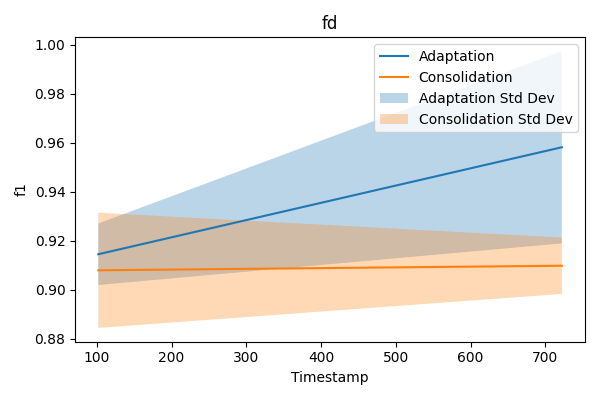 fd
1.00
0.98
0.96
0.94
0.92
0.90
0.88
f1
Adaptation
Consolidation
Adaptation Std Dev
Consolidation Std Dev
100 200 300 400 500 600 700
Timestamp